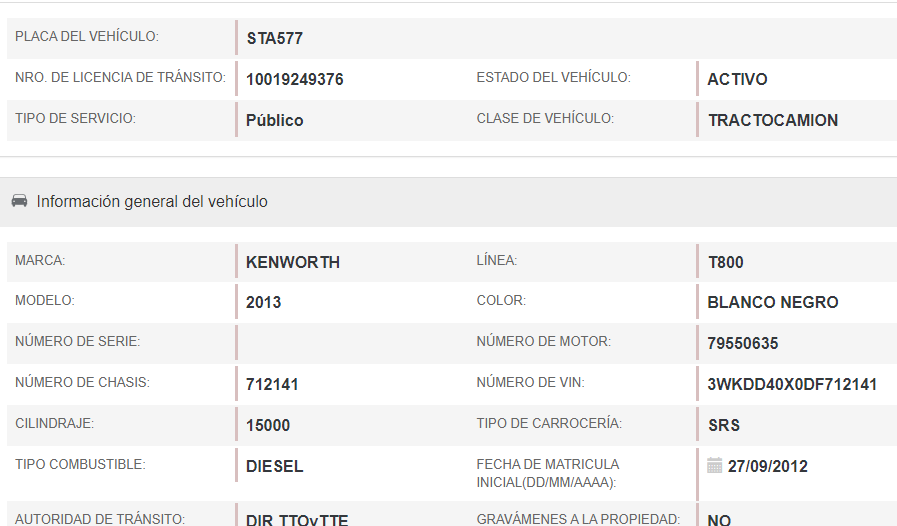 PLACA DEL VEHÍCULO: STA577
NRO. DE LICENCIA DE TRÁNSITO: 10019249376 ESTADO DEL VEHÍCULO: ACTIVO
TIPO DE SERVICIO: Público CLASE DE VEHÍCULO: TRACTOCAMION
Información general del vehículo
MARCA: KENWORTH LÍNEA: T800
MODELO: 2013 COLOR: BLANCO NEGRO
NÚMERO DE SERIE: NÚMERO DE MOTOR: 79550635
NÚMERO DE CHASIS: 712141 NÚMERO DE VIN: 3WKDD40X0DF712141
CILINDRAJE: 15000 TIPO DE CARROCERÍA: SRS
TIPO COMBUSTIBLE: DIESEL FECHA DE MATRICULA INICIAL(DD/MM/AAAA): 27/09/2012
AUTORIDAD DE TRÁNSITO: DIR TTOyTTE GRAVÁMENES A LA PROPIEDAD: NO